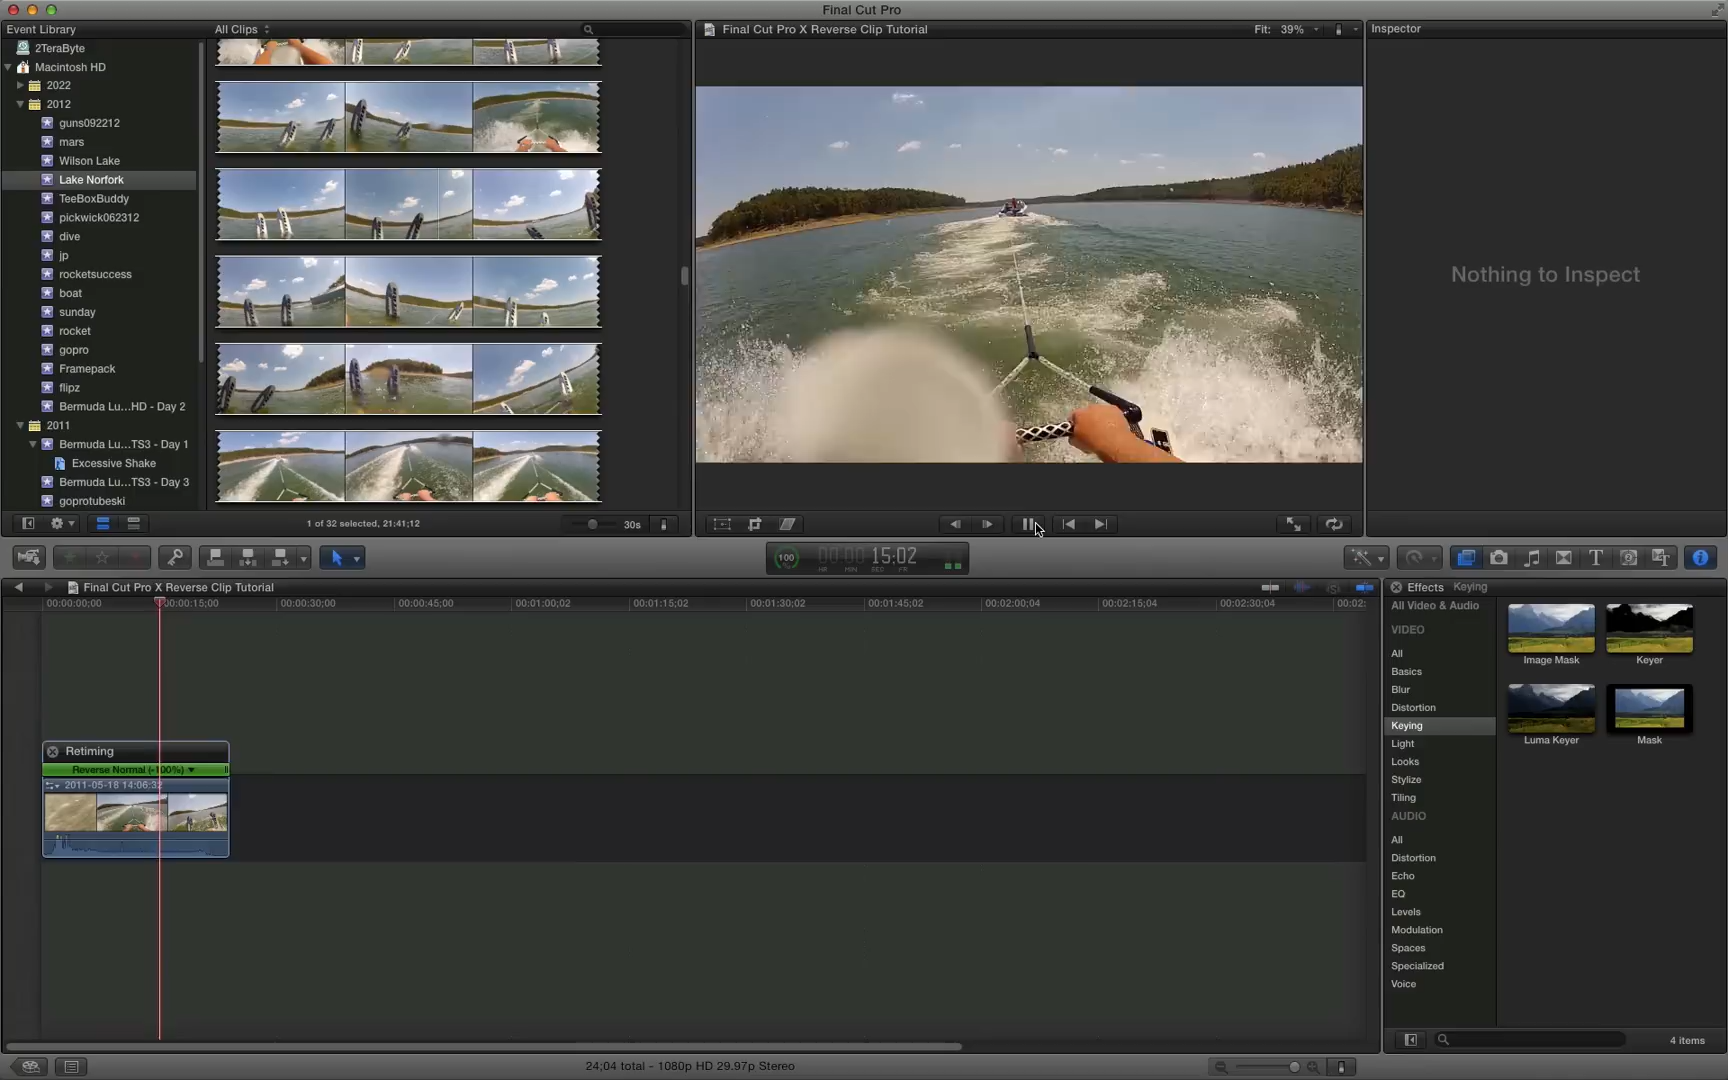 Final Cut Pro
Event Library
All Clips
Final Cut Pro X Reverse Clip Tutorial
Fit: 39%
Inspector
2TeraByte
Macintosh HD
2022
2012
guns092212
mars
Wilson Lake
Lake Norfork
TeeBoxBuddy
pickwick062312
dive
jp
rocketsuccess
boat
sunday
rocket
gopro
Framepack
flipz
Bermuda Lu...HD - Day 2
2011
Bermuda Lu...TS3 - Day 1
Excessive Shake
Bermuda Lu...TS3 - Day 3
goprotubeski
Nothing to Inspect
1 of 32 selected, 21:41;12
30s
100
00:00:15;02
HR MIN SEC FR
Final Cut Pro X Reverse Clip Tutorial
00:00:00;00
00:00:15;00
00:00:30;00
00:00:45;00
00:01:00;02
00:01:15;02
00:01:30;02
00:01:45;02
00:02:00;04
00:02:15;04
00:02:30;04
00:02:
Retiming
Reverse Normal (-100%)
2011-05-18 14:06:32
Effects
Keying
All Video & Audio
VIDEO
All
Basics
Blur
Distortion
Keying
Light
Looks
Stylize
Tiling
AUDIO
All
Distortion
Echo
EQ
Levels
Modulation
Spaces
Specialized
Voice
Image Mask
Keyer
Luma Keyer
Mask
4 items
24;04 total - 1080p HD 29.97p Stereo